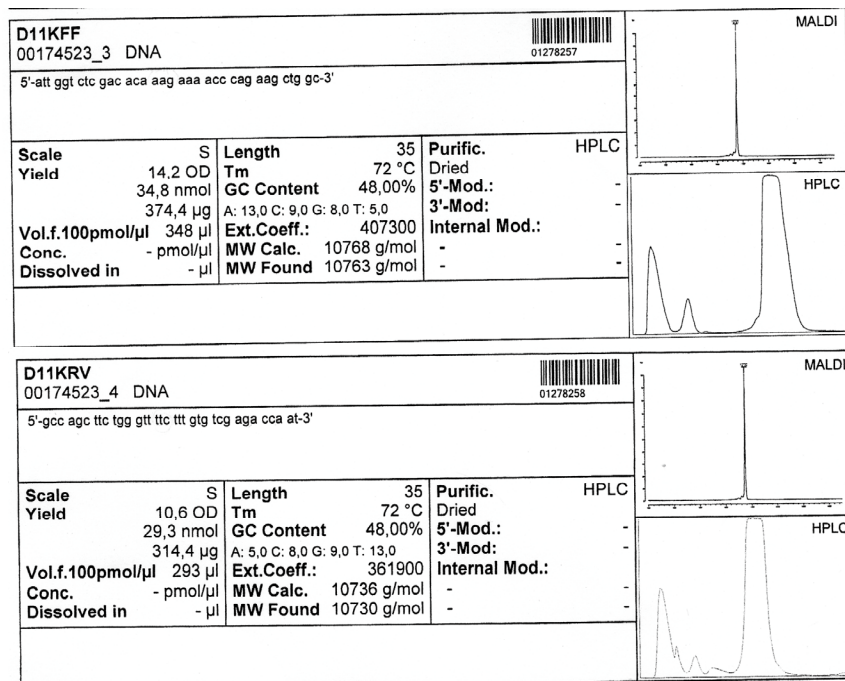 D11KFF
00174523_3 DNA
01278257
MALDI
5'-att ggt ctc gac aca aag aaa acc cag aag ctg gc-3'
Scale S Length 35 Purific. HPLC
Yield 14,2 OD Tm 72 °C Dried
34,8 nmol GC Content 48,00% 5'-Mod.: -
374,4 µg A: 13,0 C: 9,0 G: 8,0 T: 5,0 3'-Mod: -
Vol.f.100pmol/µl 348 µl Ext.Coeff.: 407300 Internal Mod.:
Conc. - pmol/µl MW Calc. 10768 g/mol - -
Dissolved in - µl MW Found 10763 g/mol - -
HPLC
D11KRV
00174523_4 DNA
01278258
MALDI
5'-gcc agc ttc tgg gtt ttc ttt gtg tcg aga cca at-3'
Scale S Length 35 Purific. HPLC
Yield 10,6 OD Tm 72 °C Dried
29,3 nmol GC Content 48,00% 5'-Mod.: -
314,4 µg A: 5,0 C: 8,0 G: 9,0 T: 13,0 3'-Mod: -
Vol.f.100pmol/µl 293 µl Ext.Coeff.: 361900 Internal Mod.:
Conc. - pmol/µl MW Calc. 10736 g/mol - -
Dissolved in - µl MW Found 10730 g/mol - -
HPLC